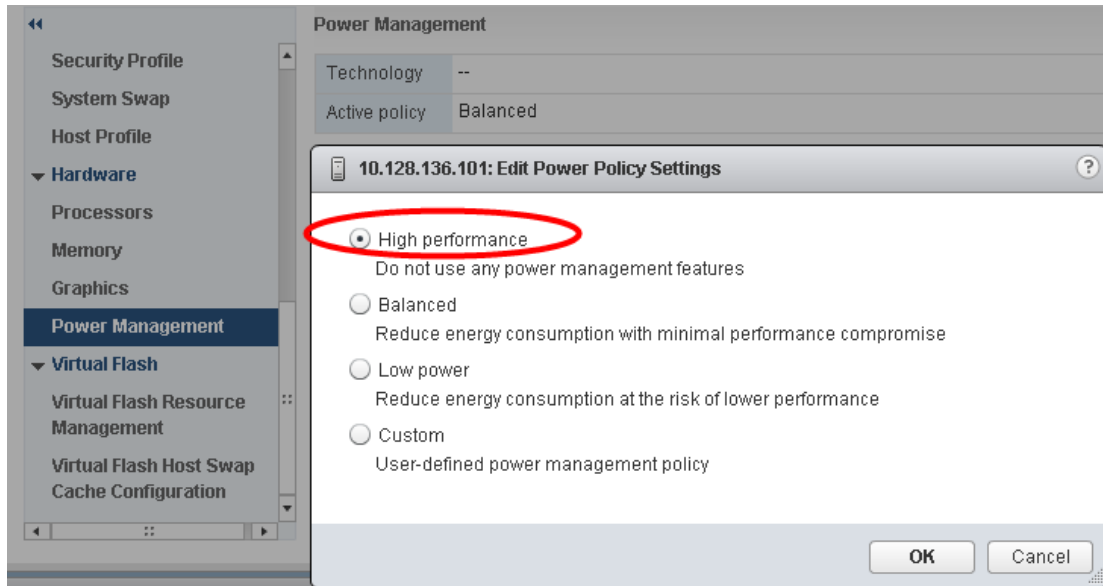 Security Profile
System Swap
Host Profile
Hardware
Processors
Memory
Graphics
Power Management
Virtual Flash
Virtual Flash Resource
Management
Virtual Flash Host Swap
Cache Configuration
Power Management
Technology --
Active policy Balanced
10.128.136.101: Edit Power Policy Settings ?
High performance
Do not use any power management features
Balanced
Reduce energy consumption with minimal performance compromise
Low power
Reduce energy consumption at the risk of lower performance
Custom
User-defined power management policy
OK Cancel